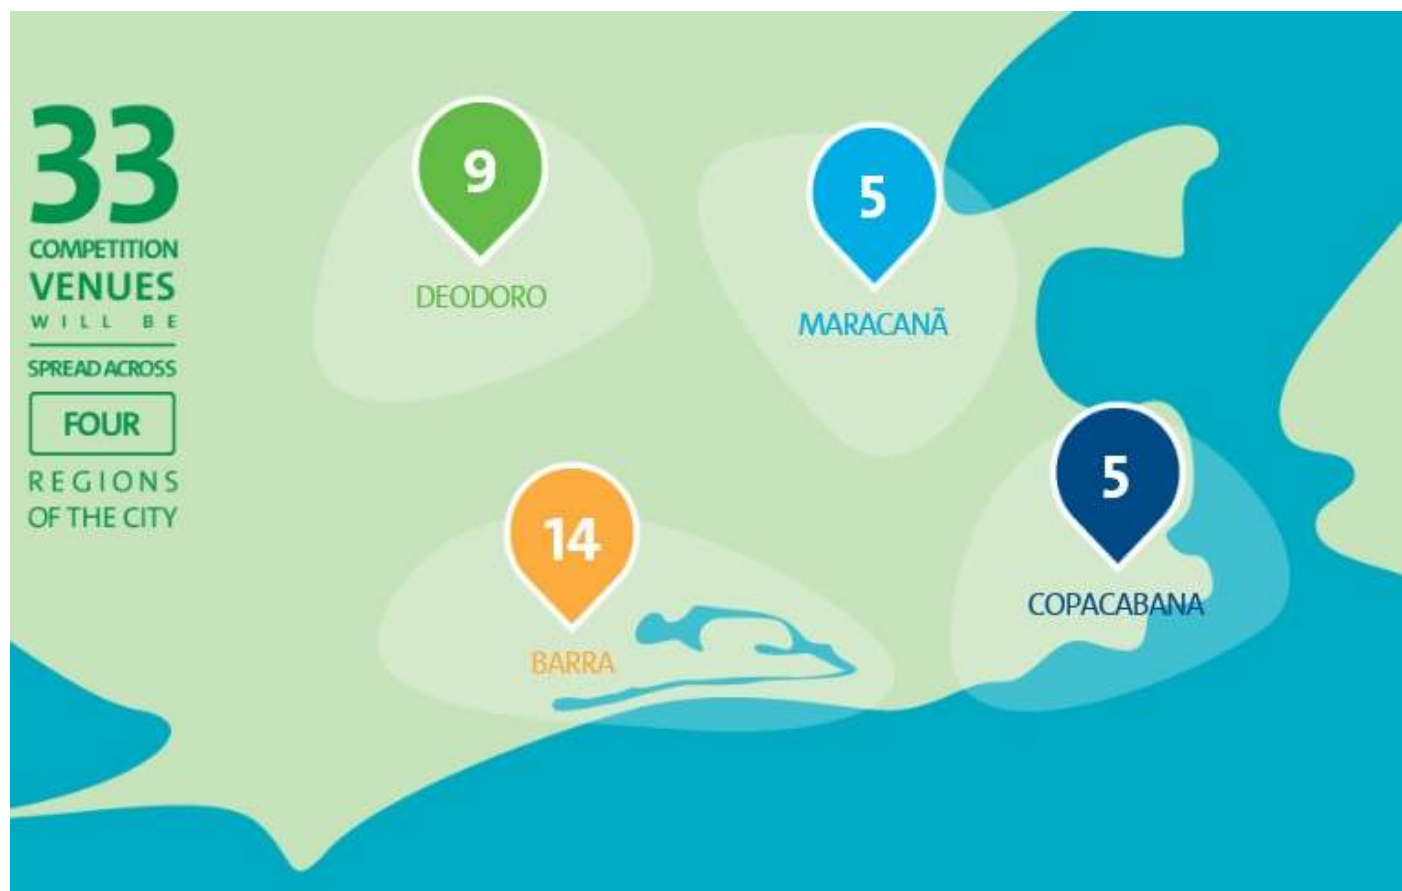 33
COMPETITION
VENUES
WILL BE
SPREAD ACROSS
FOUR
REGIONS
OF THE CITY
9
DEODORO
5
MARACANÃ
14
BARRA
5
COPACABANA